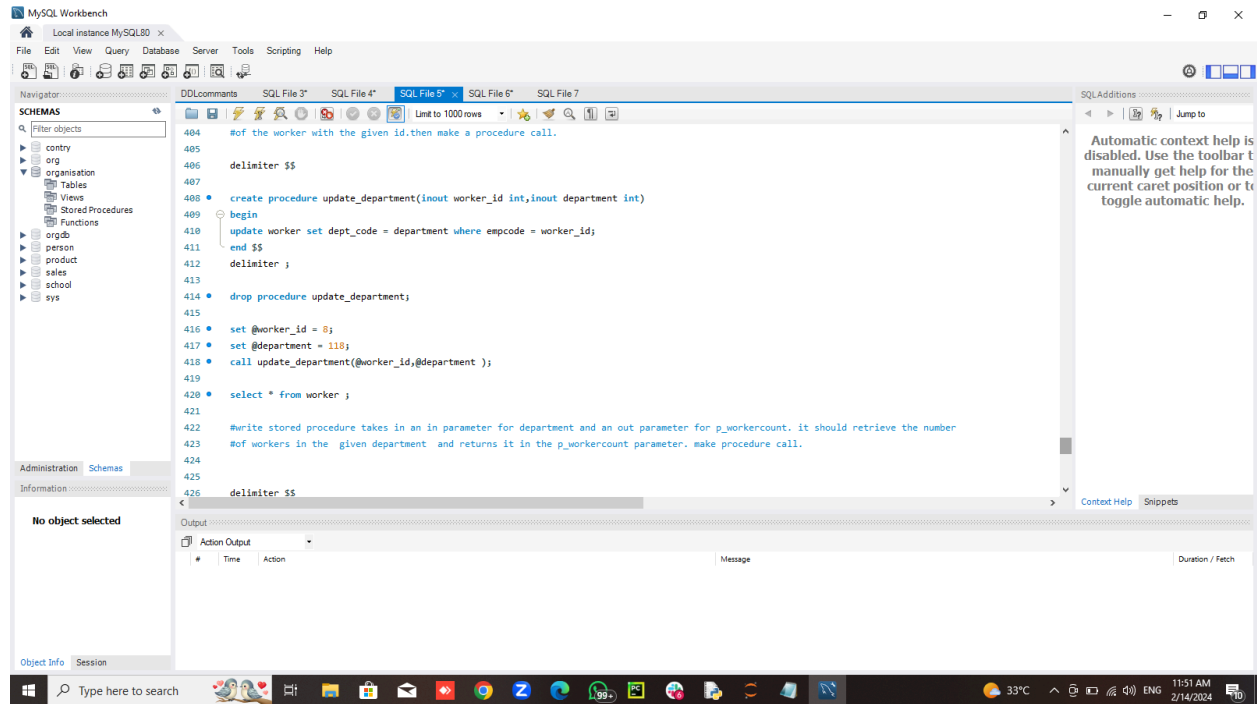 MySQL Workbench
Local instance MySQL80
File Edit View Query Database Server Tools Scripting Help
Navigator
SCHEMAS
Filter objects
contry
org
organisation
Tables
Views
Stored Procedures
Functions
orgdb
person
product
sales
school
sys
Administration Schemas
Information
No object selected
Object Info Session
DDLcommants SQL File 3* SQL File 4* SQL File 5* SQL File 6* SQL File 7
Limit to 1000 rows
404 #of the worker with the given id.then make a procedure call.
405
406 delimiter $$
407
408 create procedure update_department(inout worker_id int,inout department int)
409 begin
410 update worker set dept_code = department where empcode = worker_id;
411 end $$
412 delimiter ;
413
414 drop procedure update_department;
415
416 set @worker_id = 8;
417 set @department = 118;
418 call update_department(@worker_id,@department );
419
420 select * from worker ;
421
422 #write stored procedure takes in an in parameter for department and an out parameter for p_workercount. it should retrieve the number
423 #of workers in the  given department  and returns it in the p_workercount parameter. make procedure call.
424
425
426 delimiter $$
Output
Action Output
# Time Action Message Duration / Fetch
SQLAdditions
Jump to
Automatic context help is
disabled. Use the toolbar t
manually get help for the
current caret position or to
toggle automatic help.
Context Help Snippets
Type here to search
99+
PC
33°C
ENG
11:51 AM
2/14/2024
10